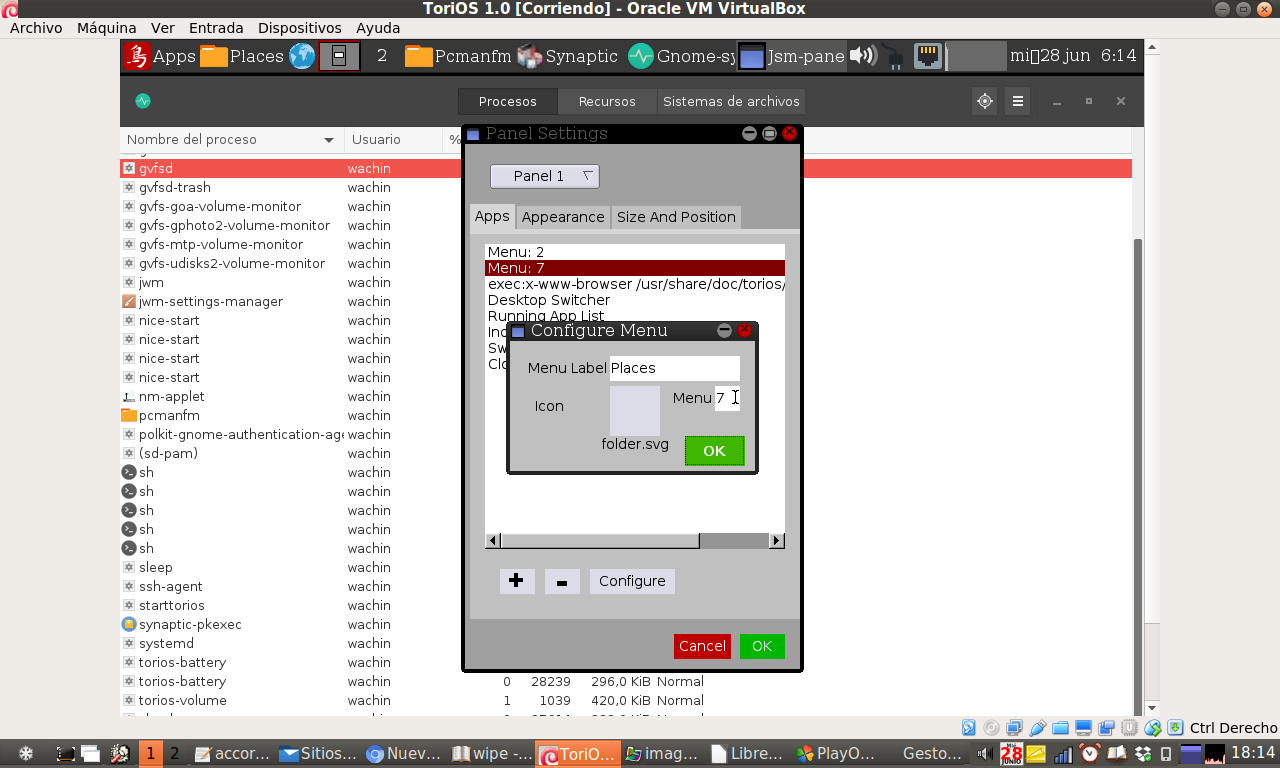 ToriOS 1.0 [Corriendo] - Oracle VM VirtualBox
Archivo Máquina Ver Entrada Dispositivos Ayuda
Apps Places 2 Pcmanfm Synaptic Gnome-sy Jsm-pane mi▯28 jun 6:14
Procesos Recursos Sistemas de archivos
Nombre del proceso Usuario %
Panel Settings
gvfsd wachin
Panel 1
gvfsd-trash wachin
gvfs-goa-volume-monitor wachin
Apps Appearance Size And Position
gvfs-gphoto2-volume-monitor wachin
gvfs-mtp-volume-monitor wachin
Menu: 2
gvfs-udisks2-volume-monitor wachin
Menu: 7
jwm wachin
exec:x-www-browser /usr/share/doc/torios/
jwm-settings-manager wachin
Desktop Switcher
nice-start wachin
Running App List
Configure Menu
nice-start wachin
nice-start wachin
Menu Label Places
nice-start wachin
nm-applet wachin
Icon Menu 7
pcmanfm wachin
polkit-gnome-authentication-age wachin
folder.svg OK
(sd-pam) wachin
sh wachin
sh wachin
sh wachin
sh wachin
sh wachin
sleep wachin
+ - Configure
ssh-agent wachin
starttorios wachin
synaptic-pkexec wachin
systemd wachin
Cancel OK
torios-battery wachin
torios-battery wachin 0 28239 296,0 KiB Normal
torios-volume wachin 1 1039 420,0 KiB Normal
Ctrl Derecho
1 2 accor... Sitios... Nuev... wipe -... ToriO... imag... Libre... PlayO... Gesto... 28 JUNIO 18:14